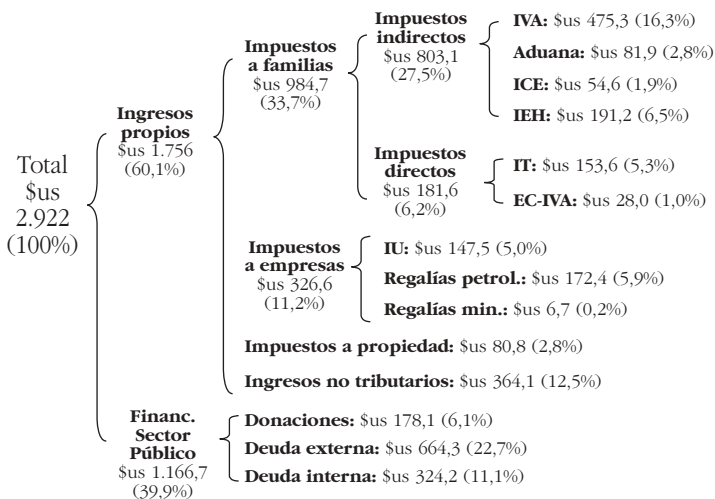 Total
$us
2.922
(100%)
Ingresos
propios
$us 1.756
(60,1%)
Impuestos
a familias
$us 984,7
(33,7%)
Impuestos
indirectos
$us 803,1
(27,5%)
IVA: $us 475,3 (16,3%)
Aduana: $us 81,9 (2,8%)
ICE: $us 54,6 (1,9%)
IEH: $us 191,2 (6,5%)
Impuestos
directos
$us 181,6
(6,2%)
IT: $us 153,6 (5,3%)
EC-IVA: $us 28,0 (1,0%)
Impuestos
a empresas
$us 326,6
(11,2%)
IU: $us 147,5 (5,0%)
Regalías petrol.: $us 172,4 (5,9%)
Regalías min.: $us 6,7 (0,2%)
Impuestos a propiedad: $us 80,8 (2,8%)
Ingresos no tributarios: $us 364,1 (12,5%)
Financ.
Sector
Público
$us 1.166,7
(39,9%)
Donaciones: $us 178,1 (6,1%)
Deuda externa: $us 664,3 (22,7%)
Deuda interna: $us 324,2 (11,1%)